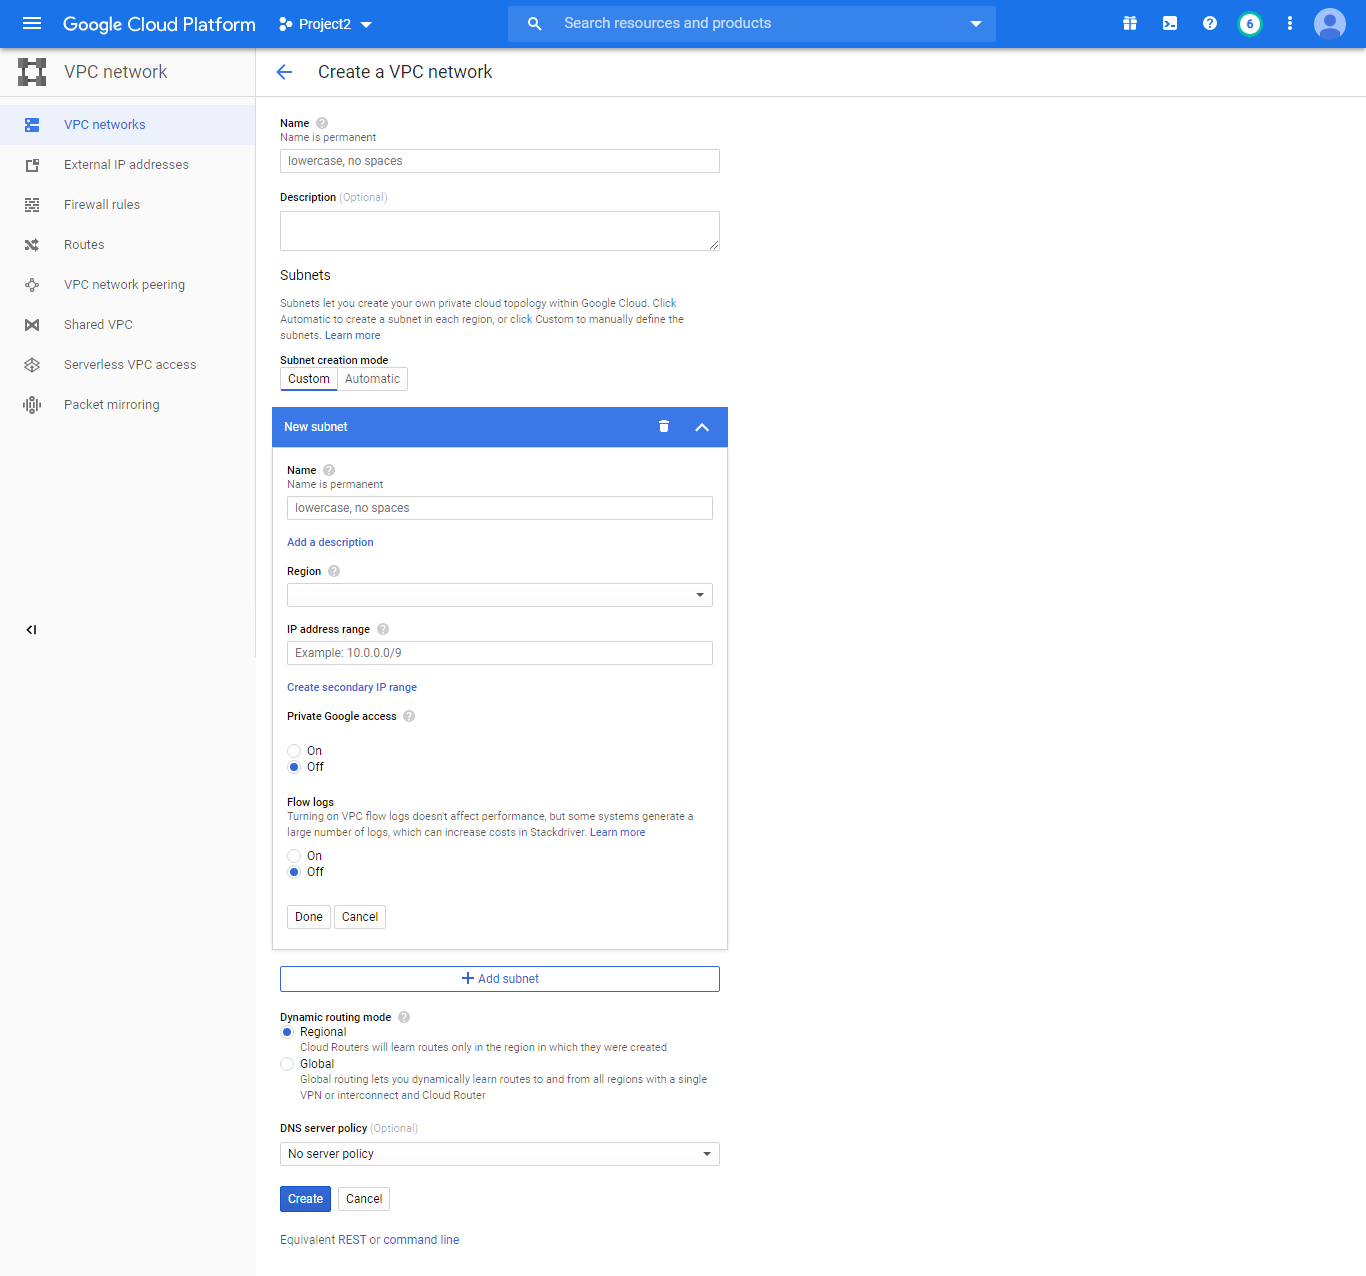 Google Cloud Platform
Project2
Search resources and products
6
VPC network
Create a VPC network
VPC networks
External IP addresses
Firewall rules
Routes
VPC network peering
Shared VPC
Serverless VPC access
Packet mirroring
Name
Name is permanent
lowercase, no spaces
Description (Optional)
Subnets
Subnets let you create your own private cloud topology within Google Cloud. Click
Automatic to create a subnet in each region, or click Custom to manually define the
subnets. Learn more
Subnet creation mode
Custom Automatic
New subnet
Name
Name is permanent
lowercase, no spaces
Add a description
Region
IP address range
Example: 10.0.0.0/9
Create secondary IP range
Private Google access
On
Off
Flow logs
Turning on VPC flow logs doesn't affect performance, but some systems generate a
large number of logs, which can increase costs in Stackdriver. Learn more
On
Off
Done Cancel
Add subnet
Dynamic routing mode
Regional
Cloud Routers will learn routes only in the region in which they were created
Global
Global routing lets you dynamically learn routes to and from all regions with a single
VPN or interconnect and Cloud Router
DNS server policy (Optional)
No server policy
Create Cancel
Equivalent REST or command line